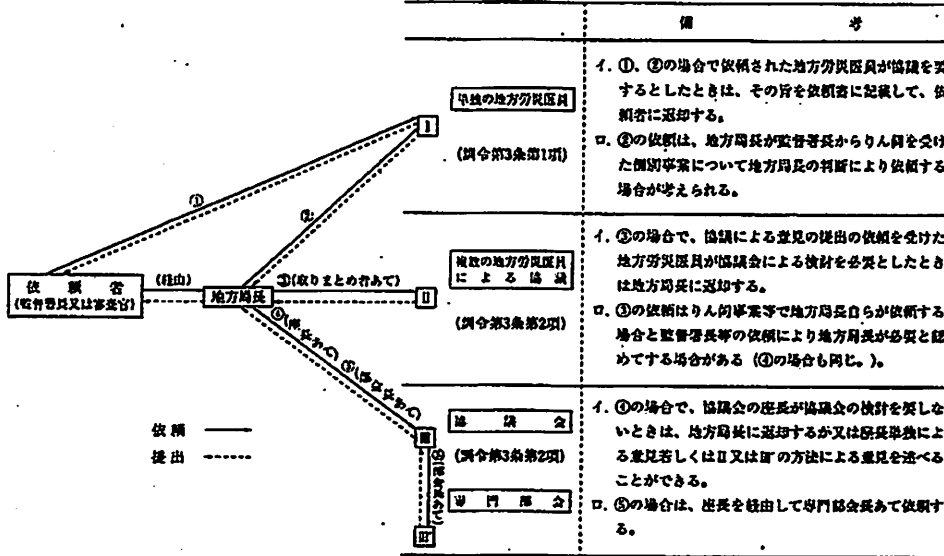 備 考
単独の地方労災医員
I
(訓令第3条第1項)
イ. ①、②の場合で依頼された地方労災医員が協議を要
するとしたときは、その旨を依頼書に記載して、依
頼者に返却する。
ロ. ②の依頼は、地方局長が監督署長からりん伺を受け
た個別事案について地方局長の判断により依頼する
場合が考えられる。
①
②
依 頼 者
(監督署長又は審査官)
(経由)
地方局長
③(取りまとめ者あて)
II
複数の地方労災医員
による協議
(訓令第3条第2項)
イ. ③の場合で、協議による意見の提出の依頼を受けた
地方労災医員が協議会による検討を必要としたとき
は地方局長に返却する。
ロ. ③の依頼はりん伺事案等で地方局長自らが依頼する
場合と監督署長等の依頼により地方局長が必要と認
めてする場合がある(④の場合も同じ。)。
④(座長あて)
⑤(座長あて)
依頼
提出
III
協議会
(訓令第3条第2項)
専門部会
III'
イ. ④の場合で、協議会の座長が協議会の検討を要しな
いときは、地方局長に返却するか又は座長単独によ
る意見若しくはII又はIII'の方法による意見を述べる
ことができる。
ロ. ⑤の場合は、座長を経由して専門部会長あて依頼す
る。